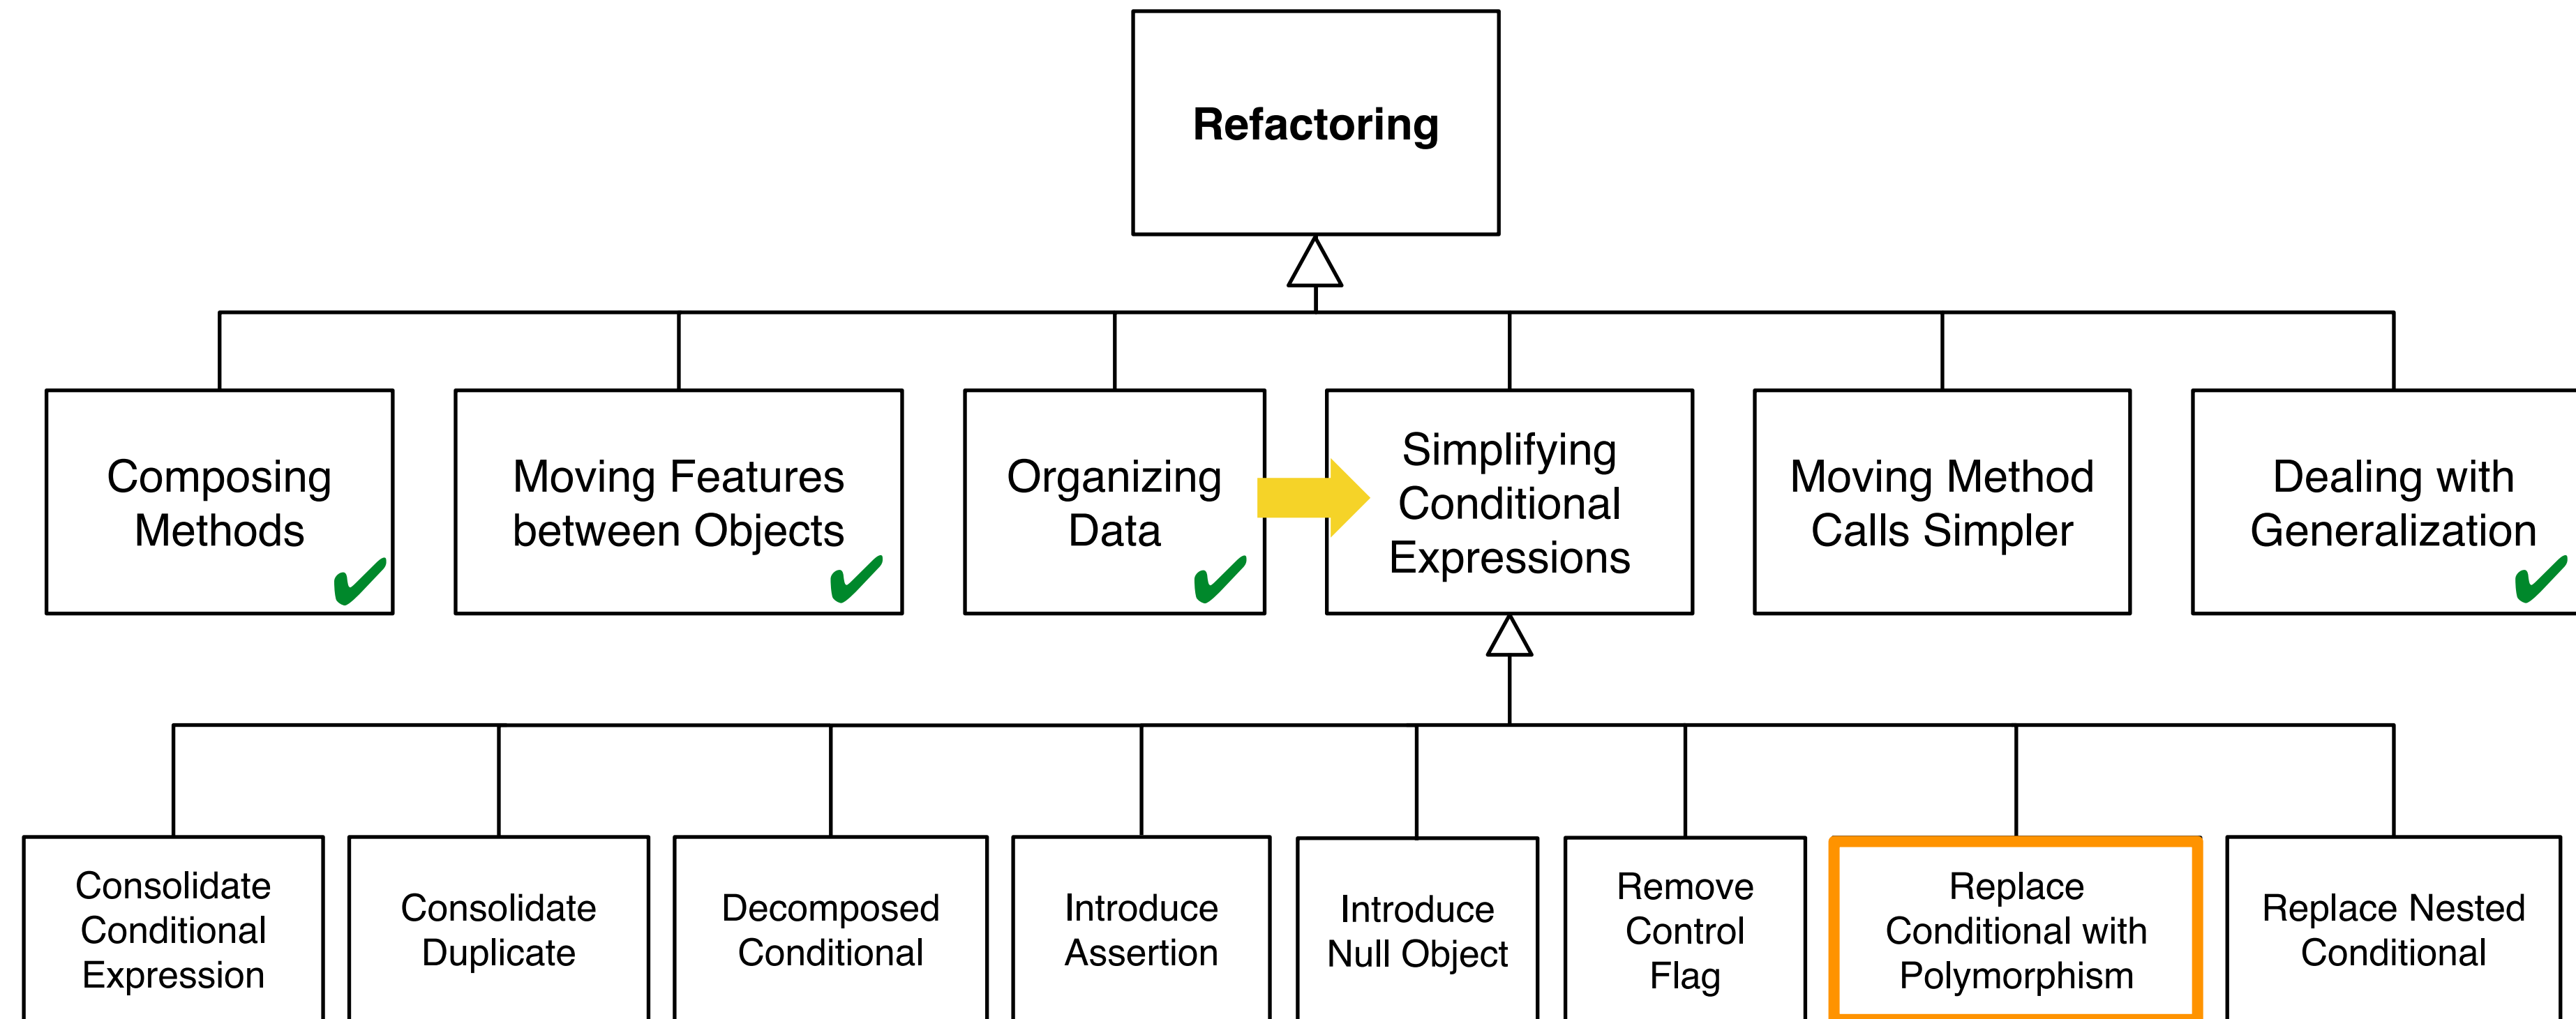 Refactoring
Composing
Methods
Moving Features
between Objects
Organizing
Data
Simplifying
Conditional
Expressions
Moving Method
Calls Simpler
Dealing with
Generalization
Consolidate
Conditional
Expression
Consolidate
Duplicate
Decomposed
Conditional
Introduce
Assertion
Introduce
Null Object
Remove
Control
Flag
Replace
Conditional with
Polymorphism
Replace Nested
Conditional